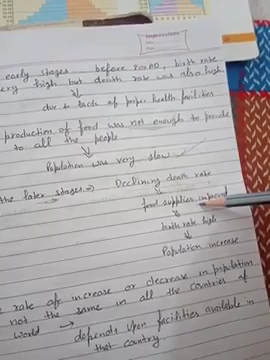 early stages before 2000, birth rate
very high but death rate was also high.
due to lack of proper health facilities
production of food was not enough to provide
to all the people
Population was very slow
the later stages → Declining death rate
food supplies improved
birth rate high
Population increase
rate of increase or decrease in population
not the same in all the countries of
world → depends upon facilities available in
that country